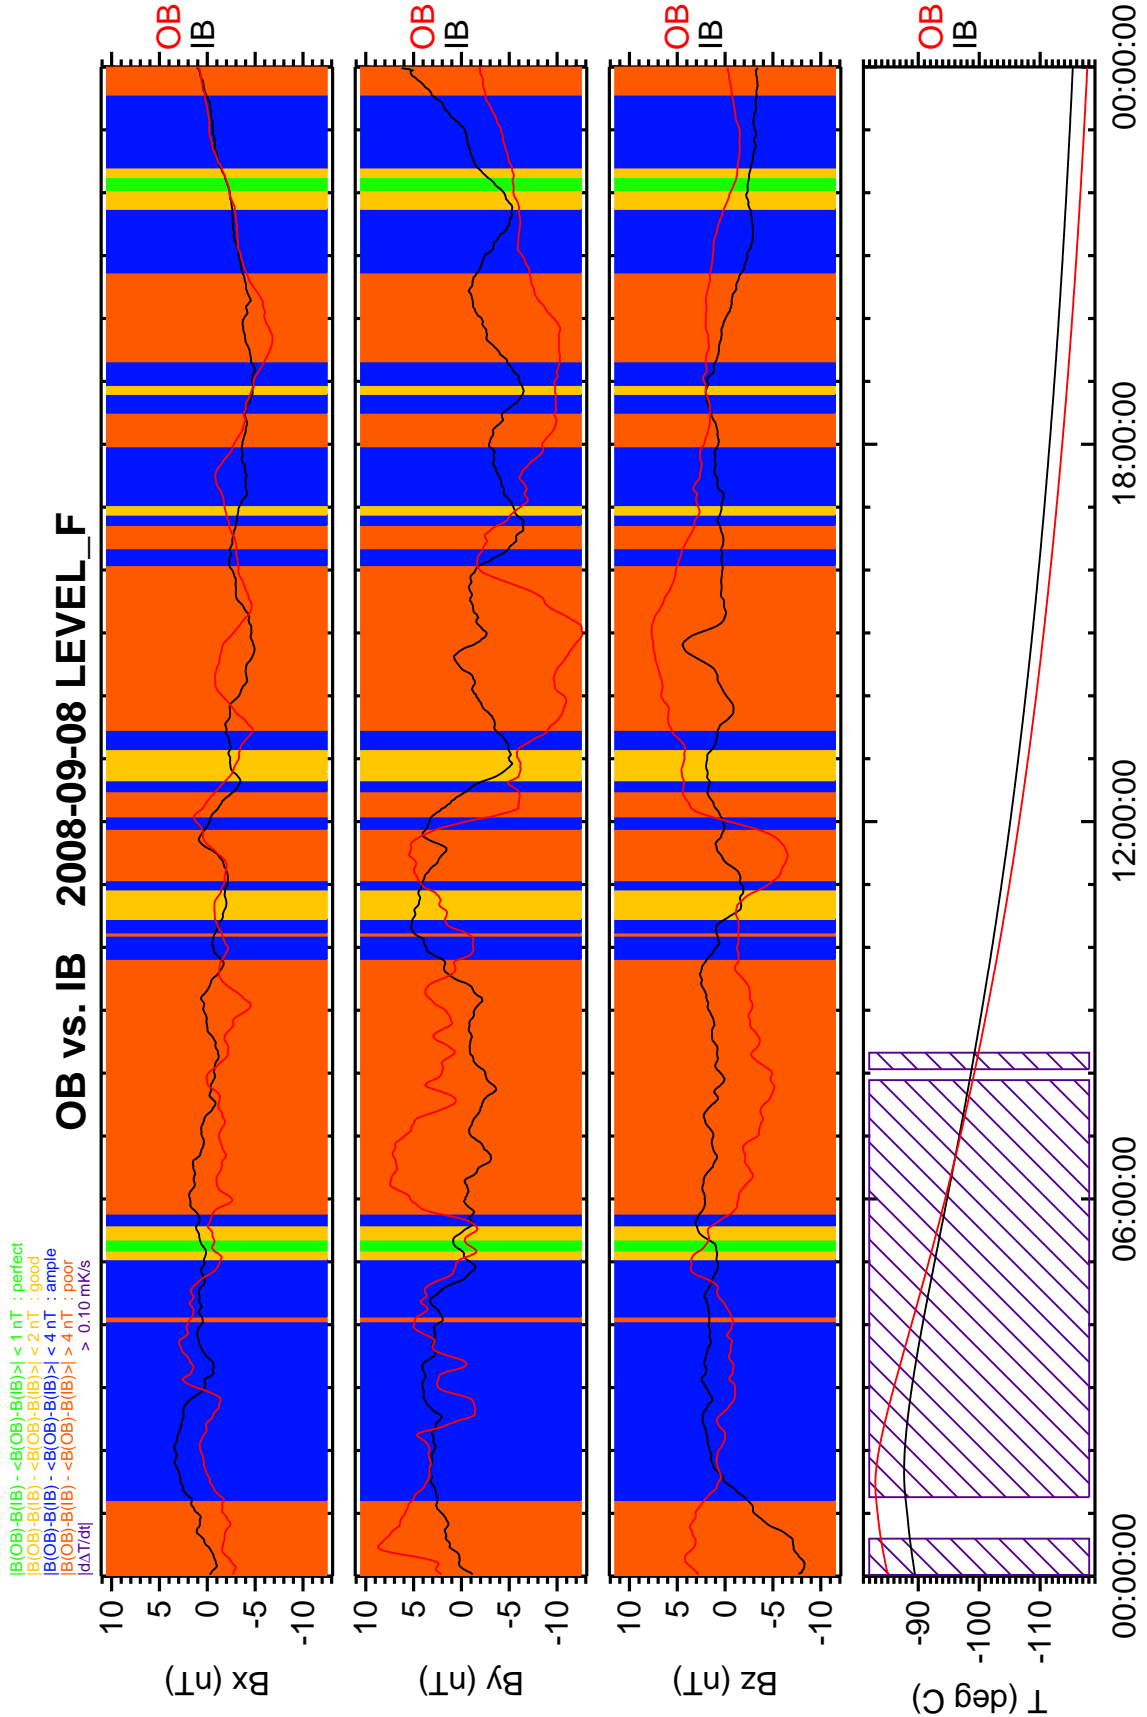 OB vs. IB 2008-09-08 LEVEL_F
|B(OB)-B(IB) - <B(OB)-B(IB)>| < 1 nT : perfect
|B(OB)-B(IB) - <B(OB)-B(IB)>| < 2 nT : good
|B(OB)-B(IB) - <B(OB)-B(IB)>| < 4 nT : ample
|B(OB)-B(IB) - <B(OB)-B(IB)>| > 4 nT : poor
|dΔT/dt| > 0.10 mK/s
Bx (nT)
10
5
0
-5
-10
OB
IB
By (nT)
10
5
0
-5
-10
OB
IB
Bz (nT)
10
5
0
-5
-10
OB
IB
T (deg C)
-90
-100
-110
OB
IB
00:00:00 06:00:00 12:00:00 18:00:00 00:00:00